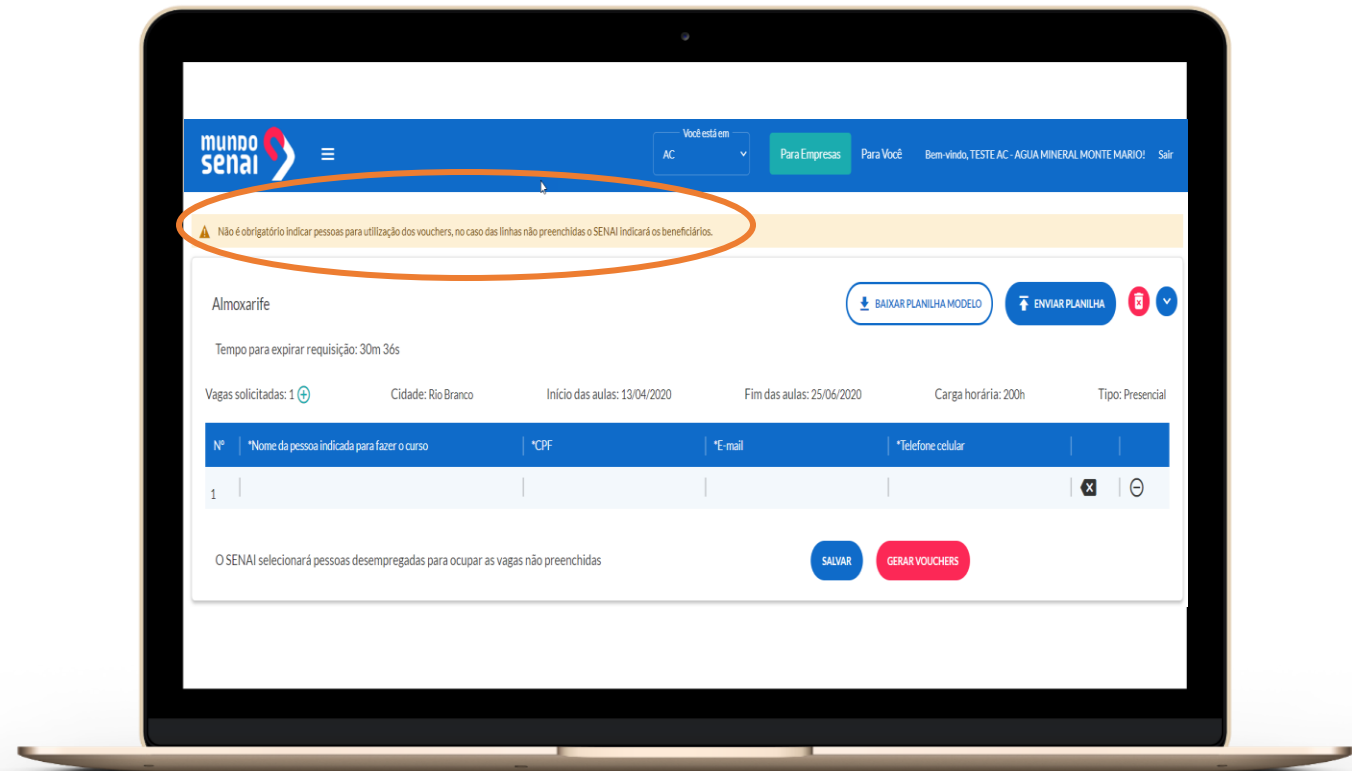 Você está em
mundo senai
AC
Para Empresas
Para Você
Bem-vindo, TESTE AC - AGUA MINERAL MONTE MARIO!
Sair
Não é obrigatório indicar pessoas para utilização dos vouchers, no caso das linhas não preenchidas o SENAI indicará os beneficiários.
Almoxarife
BAIXAR PLANILHA MODELO
ENVIAR PLANILHA
Tempo para expirar requisição: 30m 36s
Vagas solicitadas: 1
Cidade: Rio Branco
Início das aulas: 13/04/2020
Fim das aulas: 25/06/2020
Carga horária: 200h
Tipo: Presencial
Nº
*Nome da pessoa indicada para fazer o curso
*CPF
*E-mail
*Telefone celular
1
O SENAI selecionará pessoas desempregadas para ocupar as vagas não preenchidas
SALVAR
GERAR VOUCHERS